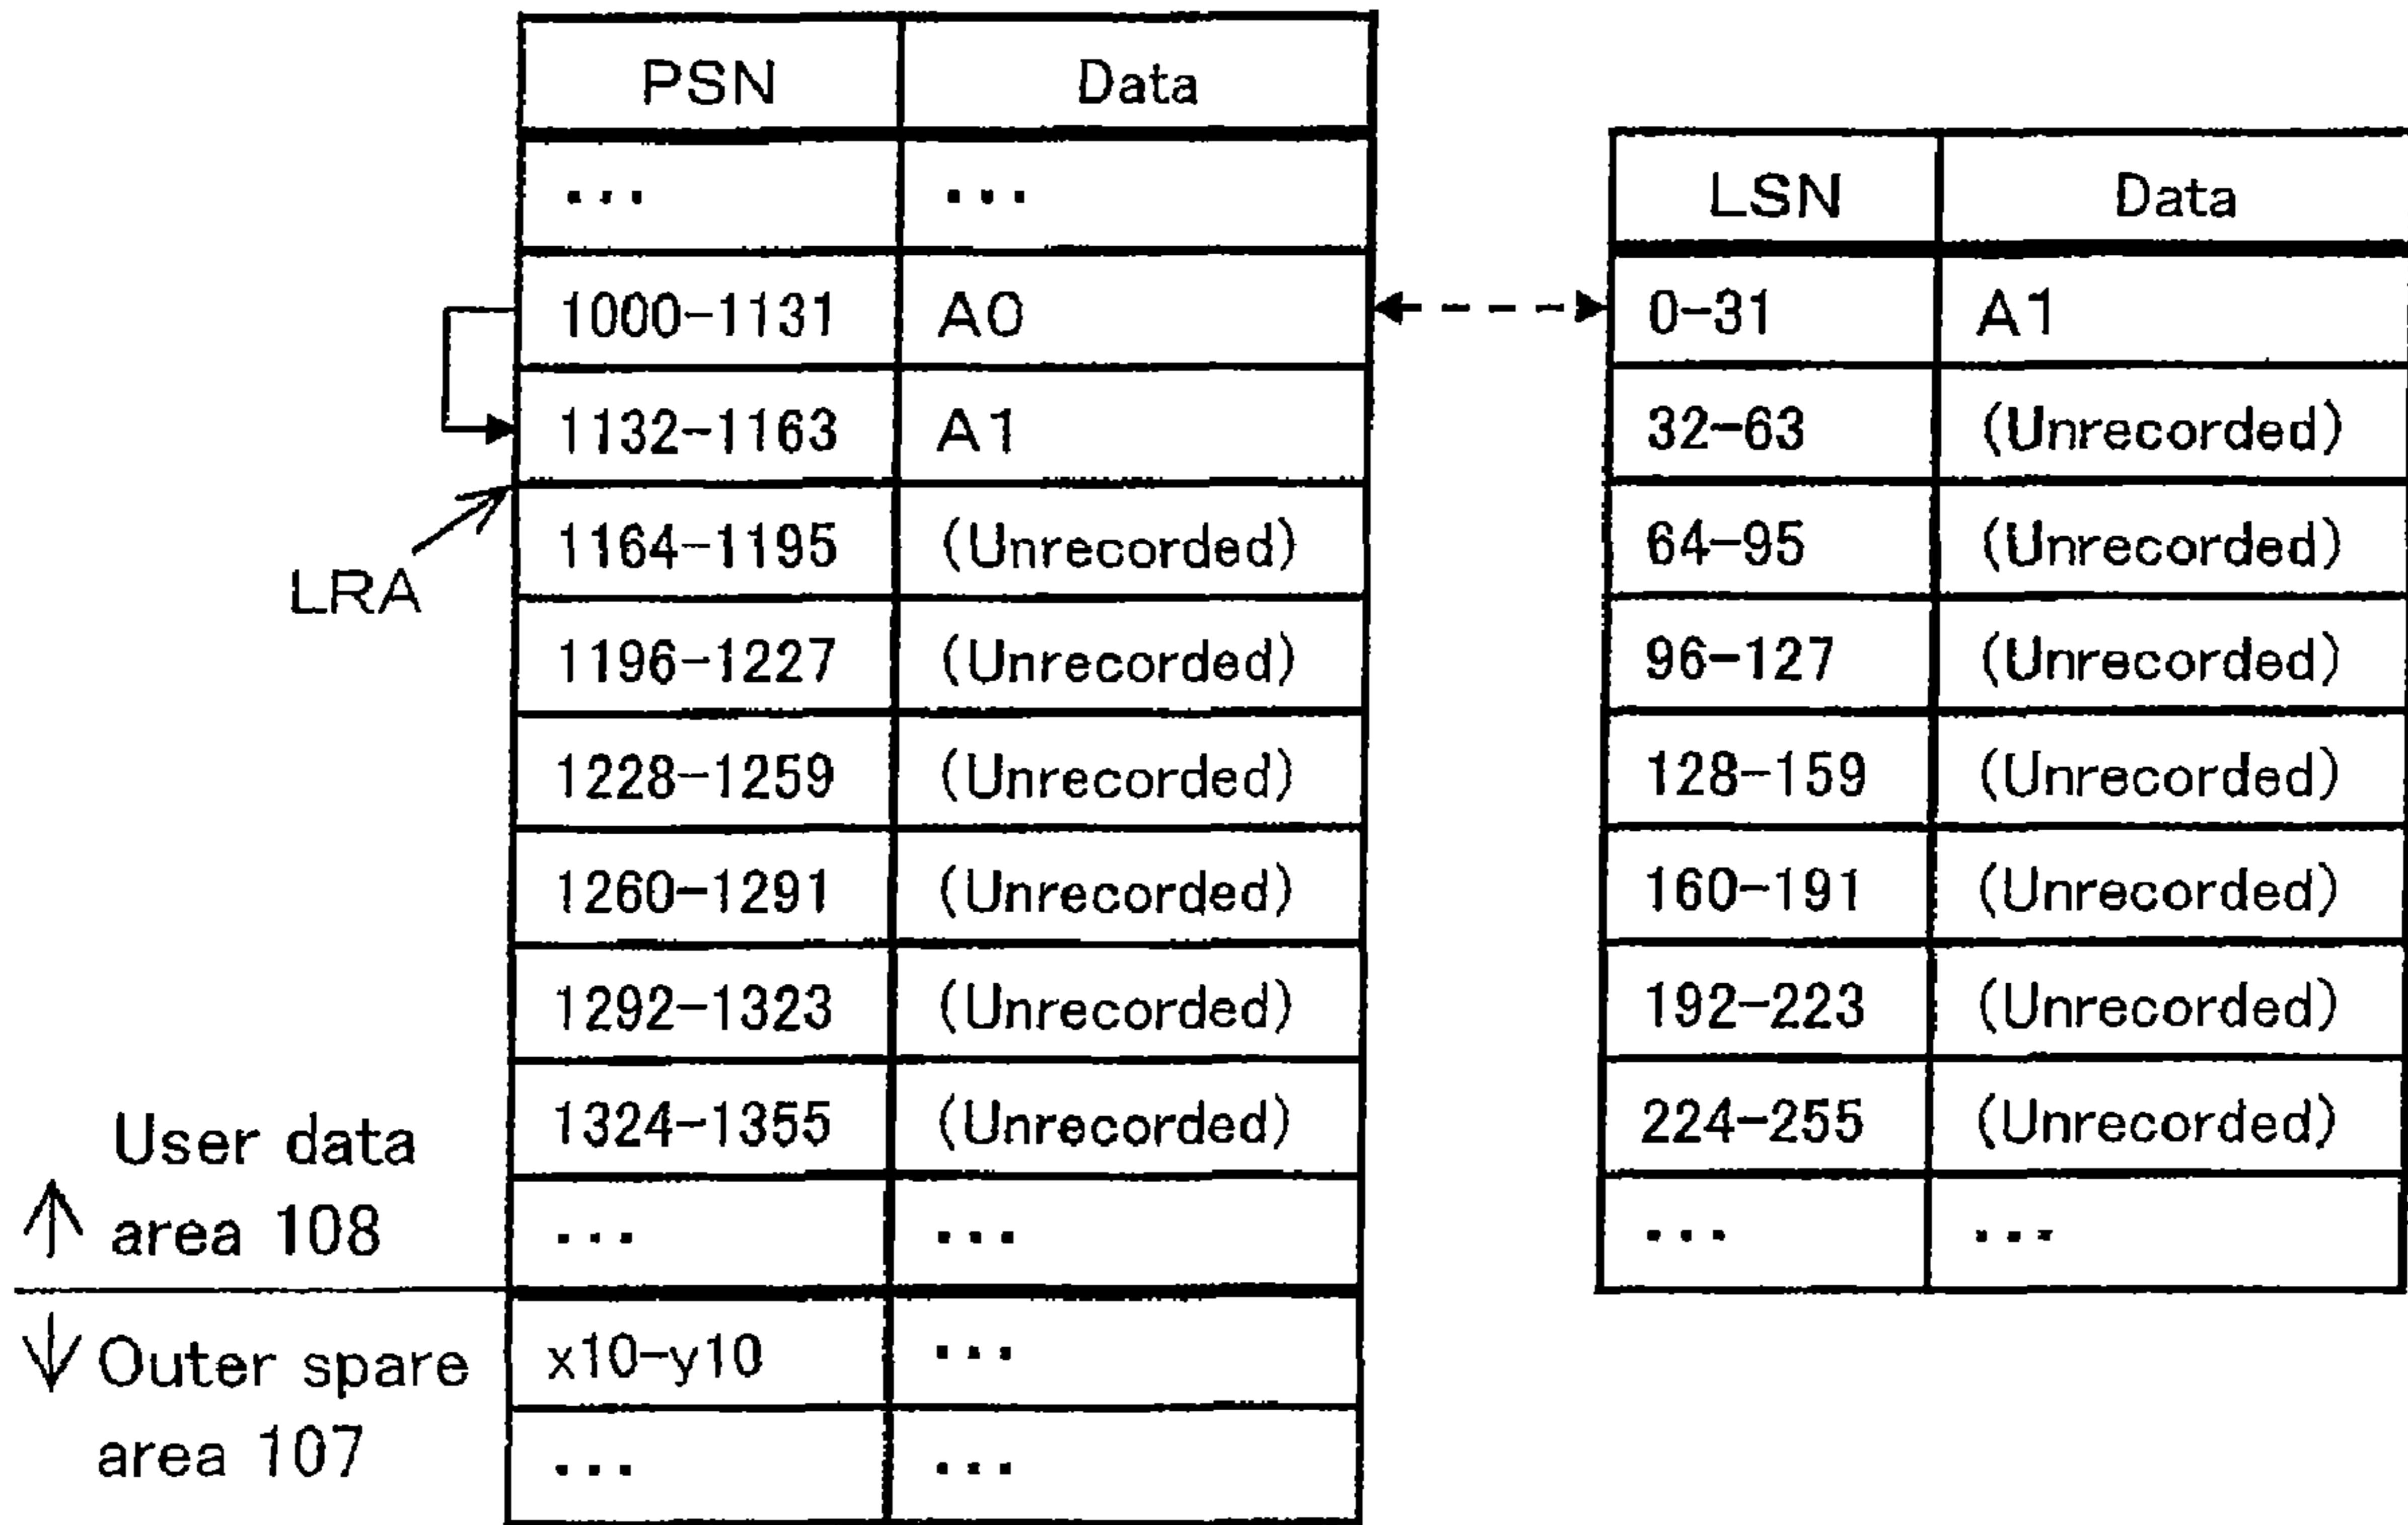 PSN Data
... ...
1000-1131 A0
1132-1163 A1
LRA
1164-1195 (Unrecorded)
1196-1227 (Unrecorded)
1228-1259 (Unrecorded)
1260-1291 (Unrecorded)
1292-1323 (Unrecorded)
1324-1355 (Unrecorded)
... ...
x10-y10 ...
... ...
User data
area 108
Outer spare
area 107
LSN Data
0-31 A1
32-63 (Unrecorded)
64-95 (Unrecorded)
96-127 (Unrecorded)
128-159 (Unrecorded)
160-191 (Unrecorded)
192-223 (Unrecorded)
224-255 (Unrecorded)
... ...